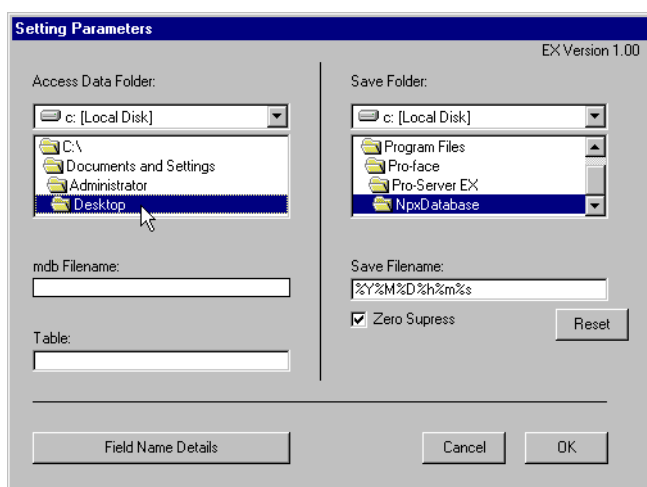 Setting Parameters
EX Version 1.00
Access Data Folder:
c: [Local Disk]
C:\
Documents and Settings
Administrator
Desktop
mdb Filename:
Table:
Save Folder:
c: [Local Disk]
Program Files
Pro-face
Pro-Server EX
NpxDatabase
Save Filename:
%Y%M%D%h%m%s
Zero Supress
Reset
Field Name Details
Cancel
OK